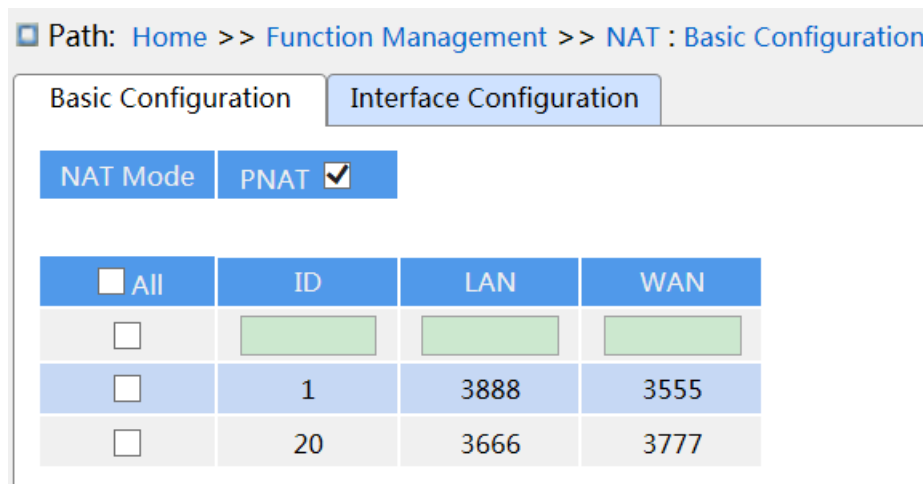 Path: Home >> Function Management >> NAT : Basic Configuration
Basic Configuration Interface Configuration
NAT Mode PNAT
All ID LAN WAN
1 3888 3555
20 3666 3777